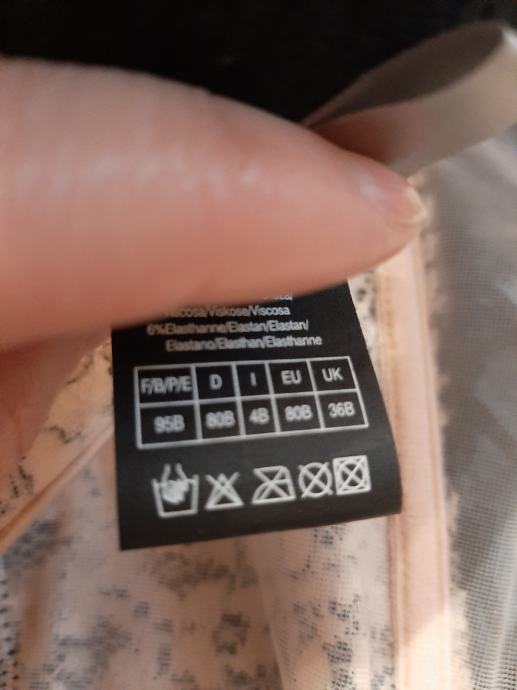 Viscosa/Viskose/Viscosa
6%Elasthanne/Elastan/Elastan/
Elastano/Elasthan/Elasthanne
F/B/P/E D I EU UK
95B 80B 4B 80B 36B